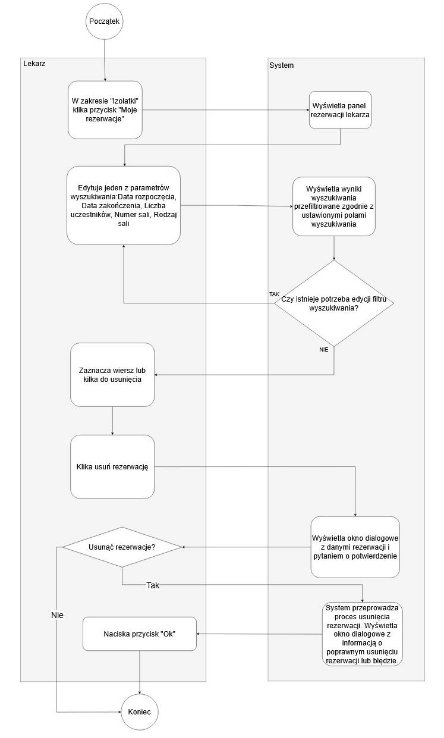 Początek
Lekarz
System
W zakresie "Izolatki"
klika przycisk "Moje
rezerwacje"
Wyświetla panel
rezerwacji lekarza
Edytuje jeden z parametrów
wyszukiwania:Data rozpoczęcia,
Data zakończenia, Liczba
uczestników, Numer sali, Rodzaj
sali
Wyświetla wyniki
wyszukiwania
przefiltrowane zgodnie z
ustawionymi polami
wyszukiwania
TAK
Czy istnieje potrzeba edycji filtru
wyszukiwania?
NIE
Zaznacza wiersz lub
kilka do usunięcia
Klika usuń rezerwację
Wyświetla okno dialogowe
z danymi rezerwacji i
pytaniem o potwierdzenie
Usunąć rezerwacje?
Tak
Nie
System przeprowadza
proces usunięcia
rezerwacji. Wyświetla
okno dialogowe z
informacją o
poprawnym usunięciu
rezerwacji lub błędzie.
Naciska przycisk "Ok"
Koniec